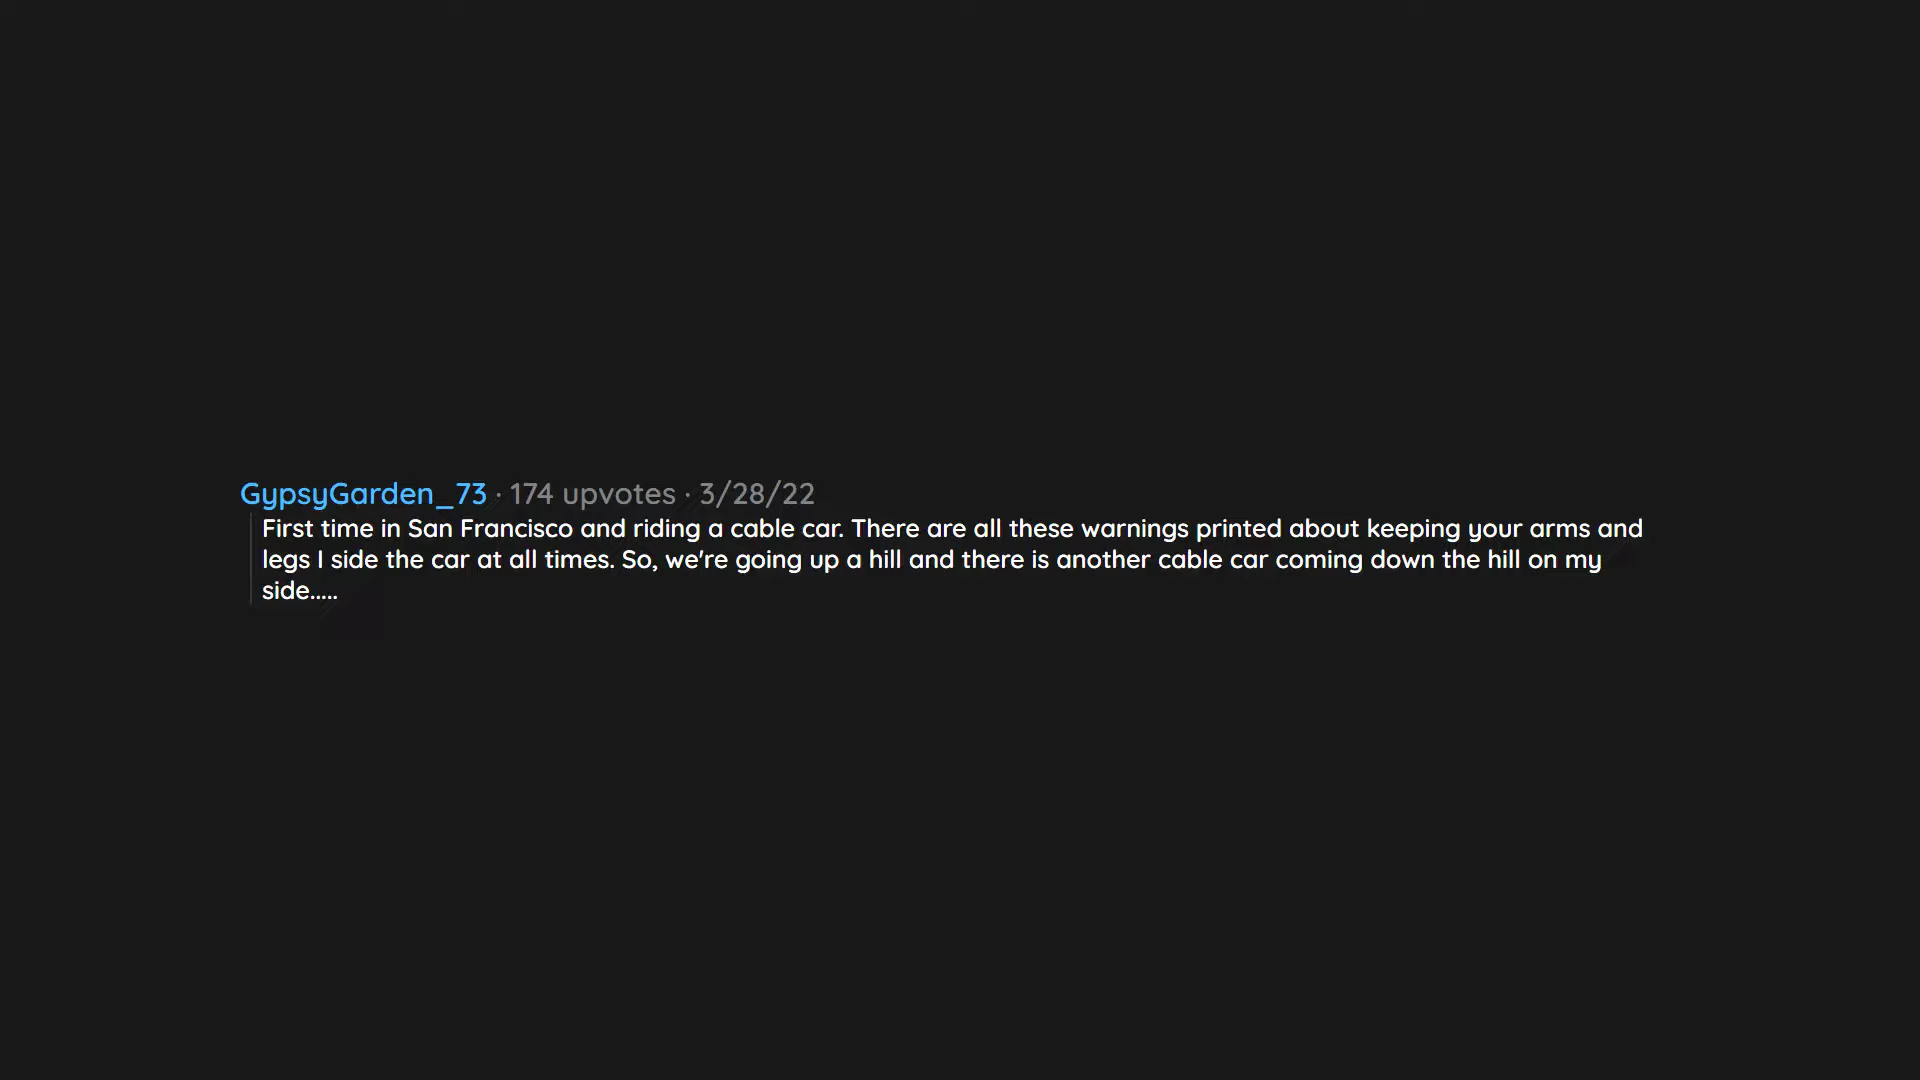 GypsyGarden_73 · 174 upvotes · 3/28/22
First time in San Francisco and riding a cable car. There are all these warnings printed about keeping your arms and
legs I side the car at all times. So, we're going up a hill and there is another cable car coming down the hill on my
side.....